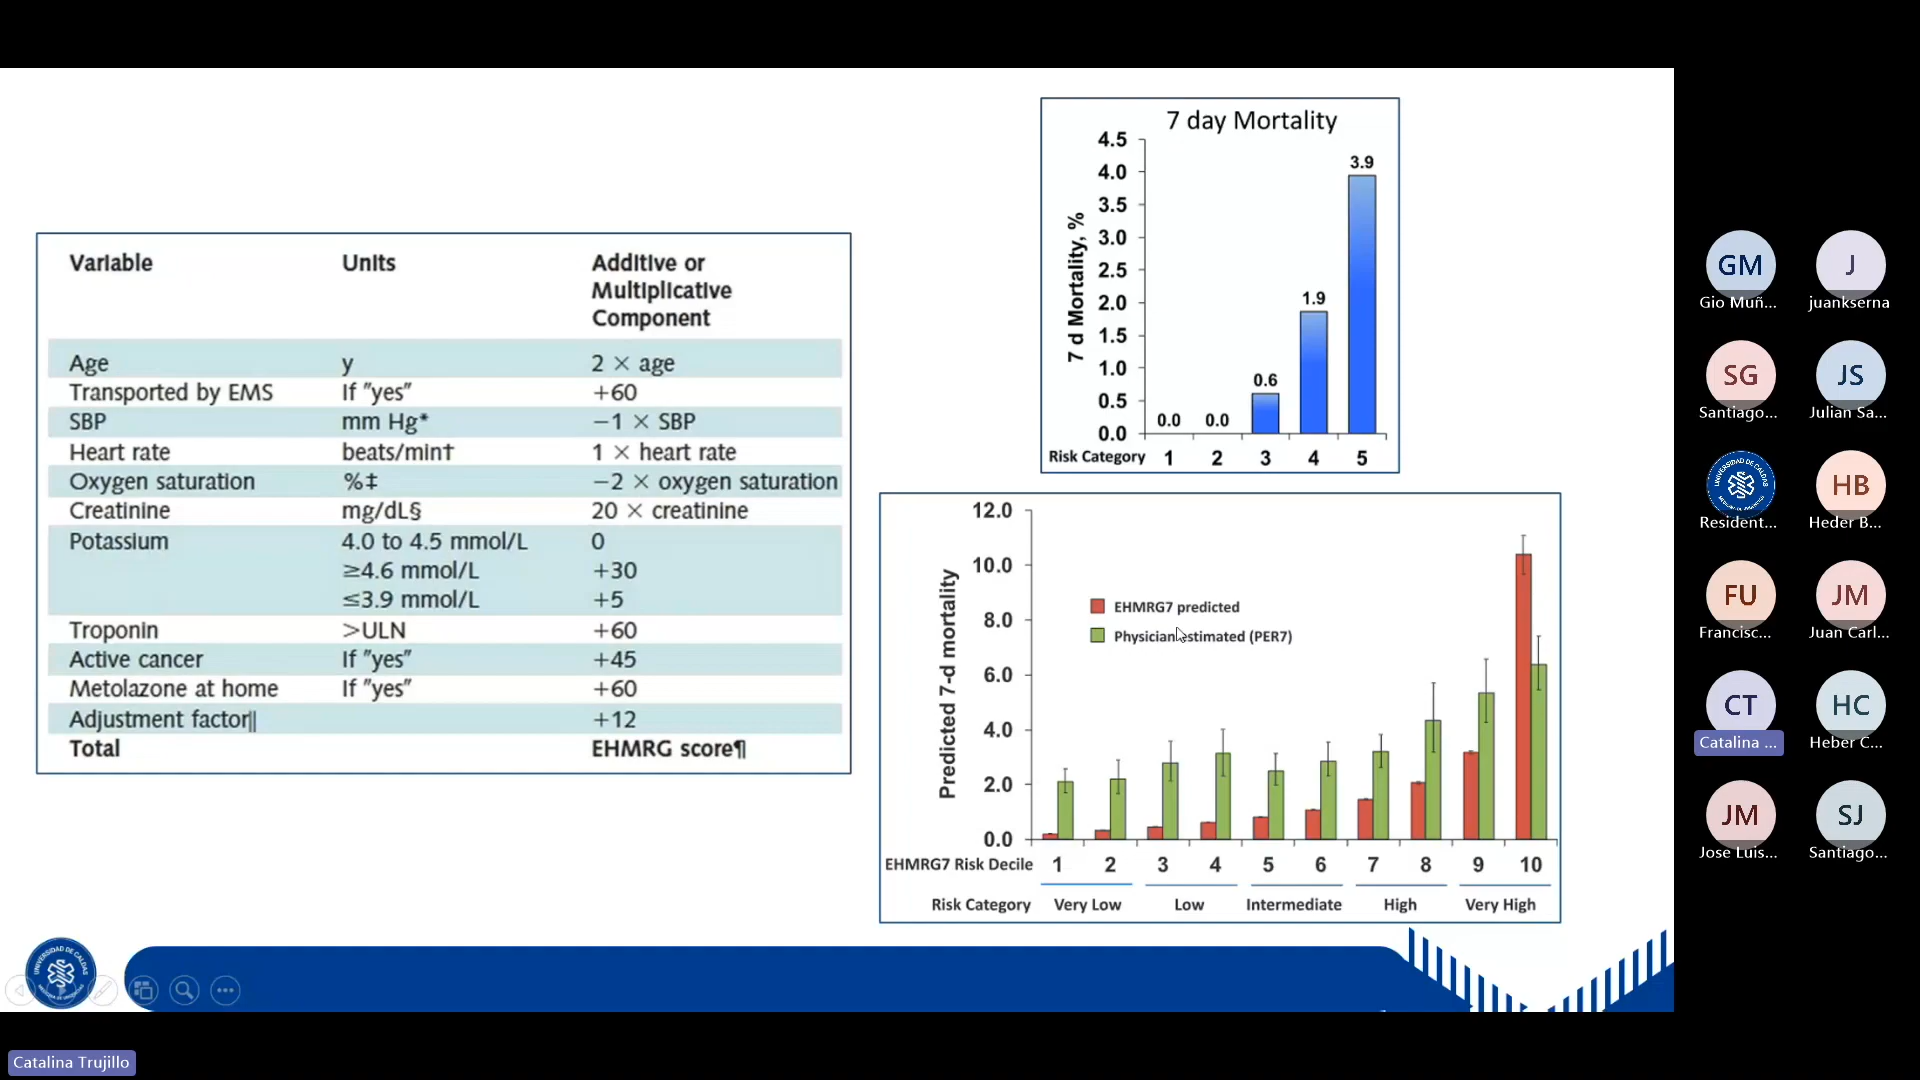 Variable Units Additive or Multiplicative Component
Age y 2 × age
Transported by EMS If "yes" +60
SBP mm Hg* −1 × SBP
Heart rate beats/min† 1 × heart rate
Oxygen saturation %‡ −2 × oxygen saturation
Creatinine mg/dL§ 20 × creatinine
Potassium 4.0 to 4.5 mmol/L 0
≥4.6 mmol/L +30
≤3.9 mmol/L +5
Troponin >ULN +60
Active cancer If "yes" +45
Metolazone at home If "yes" +60
Adjustment factor‖ +12
Total EHMRG score¶
7 day Mortality
7 d Mortality, %
4.5
4.0
3.5
3.0
2.5
2.0
1.5
1.0
0.5
0.0
0.0 0.0 0.6 1.9 3.9
Risk Category 1 2 3 4 5
Predicted 7-d mortality
12.0
10.0
8.0
6.0
4.0
2.0
0.0
EHMRG7 predicted
Physician estimated (PER7)
EHMRG7 Risk Decile 1 2 3 4 5 6 7 8 9 10
Risk Category Very Low Low Intermediate High Very High
UNIVERSIDAD DE CALDAS
GM
Gio Muñ...
J
juankserna
SG
Santiago...
JS
Julian Sa...
UNIVERSIDAD DE CALDAS
Resident...
HB
Heder B...
FU
Francisc...
JM
Juan Carl...
CT
Catalina ...
HC
Heber C...
JM
Jose Luis...
SJ
Santiago...
Catalina Trujillo